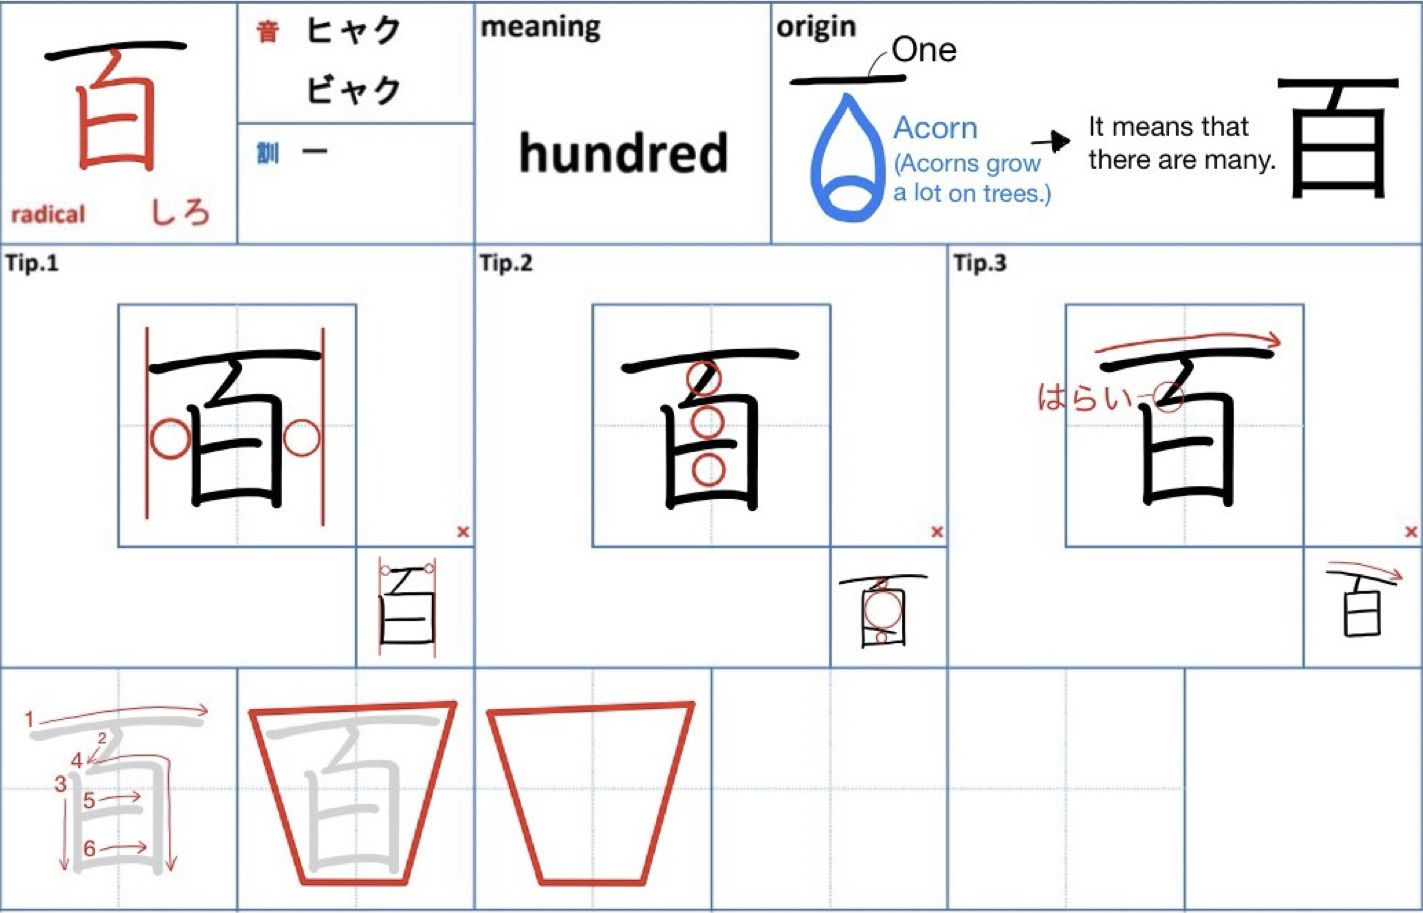 百
radical しろ
音 ヒャク
ビャク
訓 ー
meaning
hundred
origin
One
Acorn
(Acorns grow
a lot on trees.)
It means that
there are many.
百
Tip.1
百
×
百
Tip.2
百
×
百
Tip.3
はらい
百
×
百
1
2
3
4
5
6
百
百